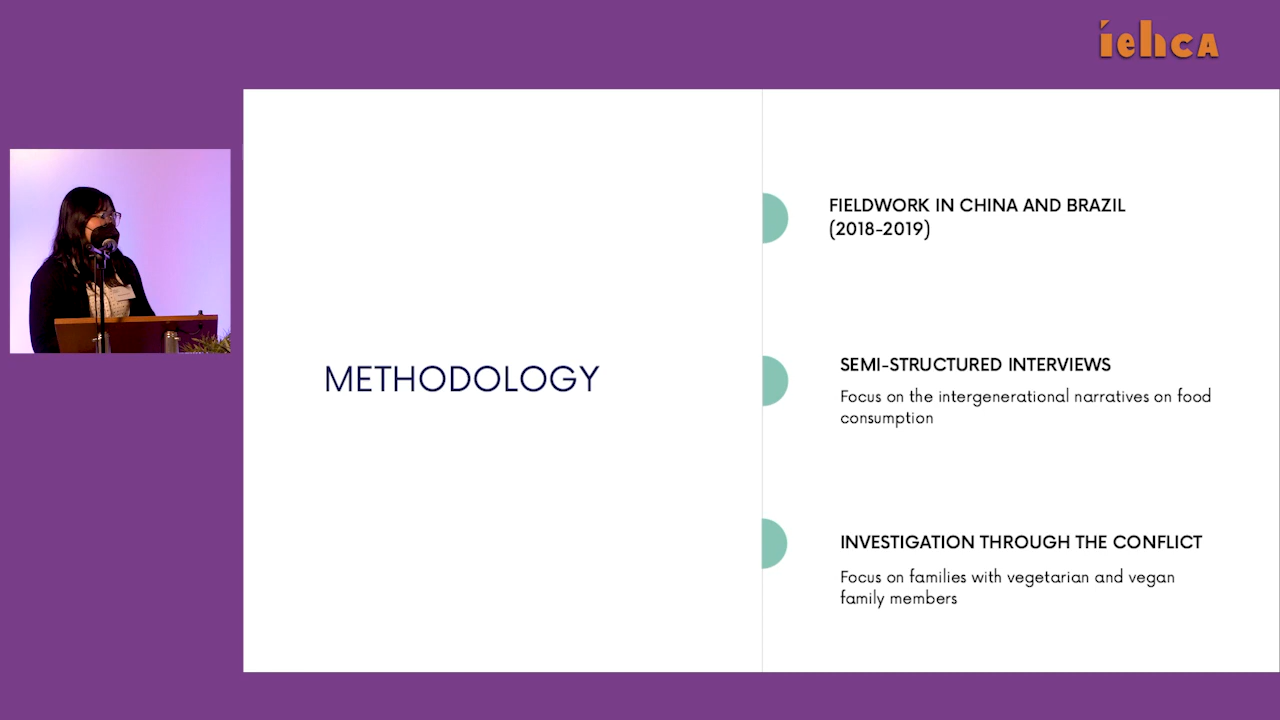 iehcA
METHODOLOGY
FIELDWORK IN CHINA AND BRAZIL
(2018-2019)
SEMI-STRUCTURED INTERVIEWS
Focus on the intergenerational narratives on food
consumption
INVESTIGATION THROUGH THE CONFLICT
Focus on families with vegetarian and vegan
family members